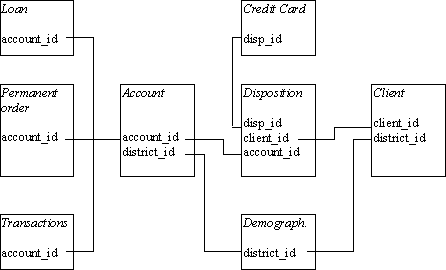 Loan
account_id
Credit Card
disp_id
Permanent
order
account_id
Account
account_id
district_id
Disposition
disp_id
client_id
account_id
Client
client_id
district_id
Transactions
account_id
Demograph.
district_id